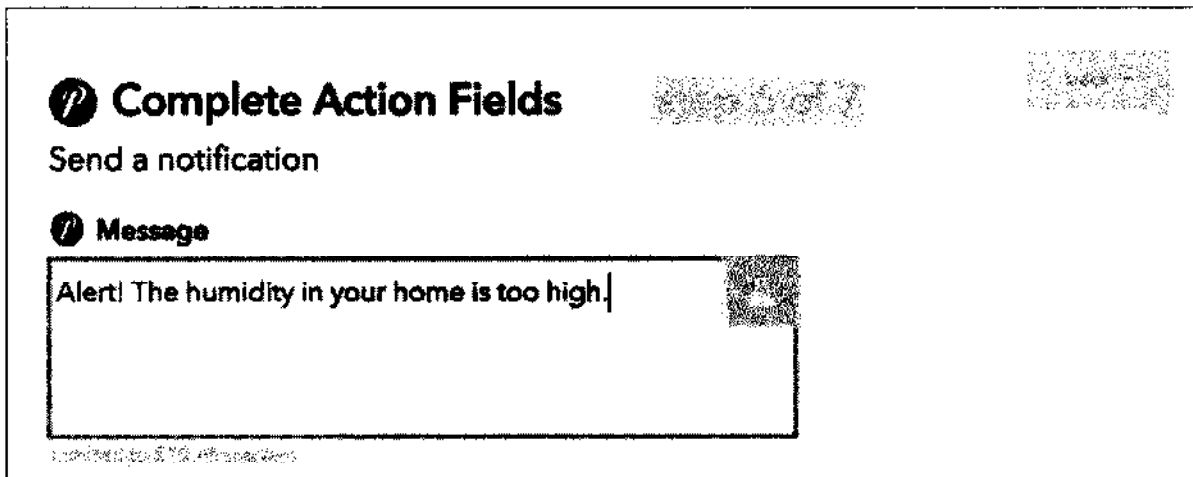 Complete Action Fields
Send a notification
Message
Alert! The humidity in your home is too high.